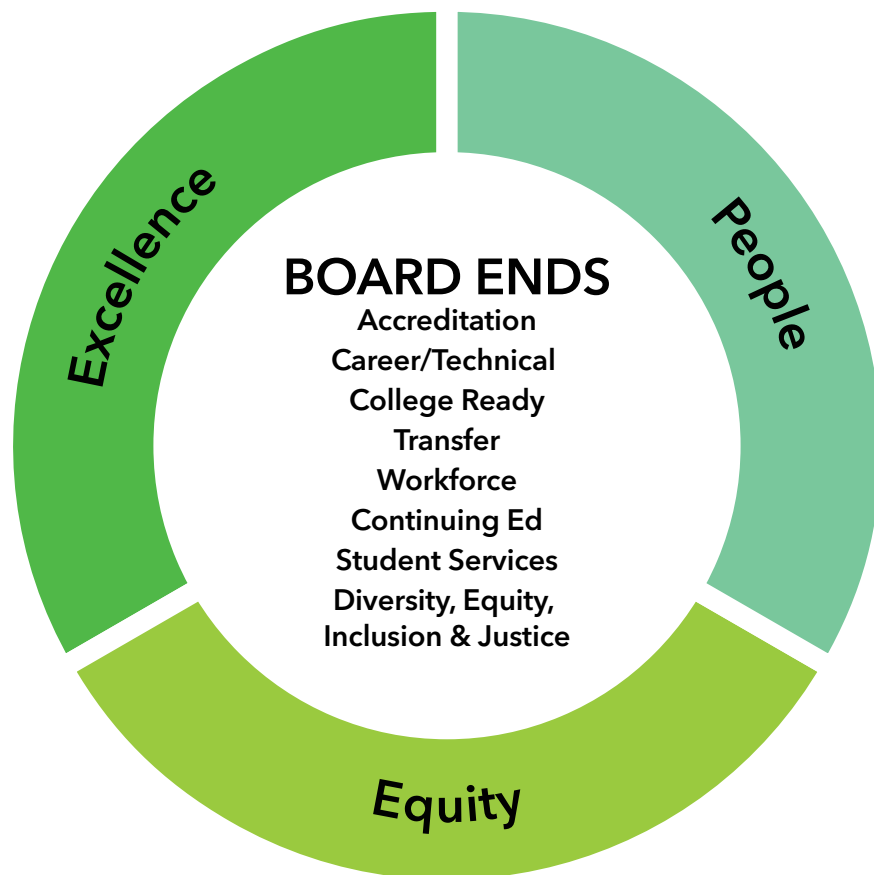 Excellence
People
BOARD ENDS
Accreditation
Career/Technical
College Ready
Transfer
Workforce
Continuing Ed
Student Services
Diversity, Equity,
Inclusion & Justice
Equity